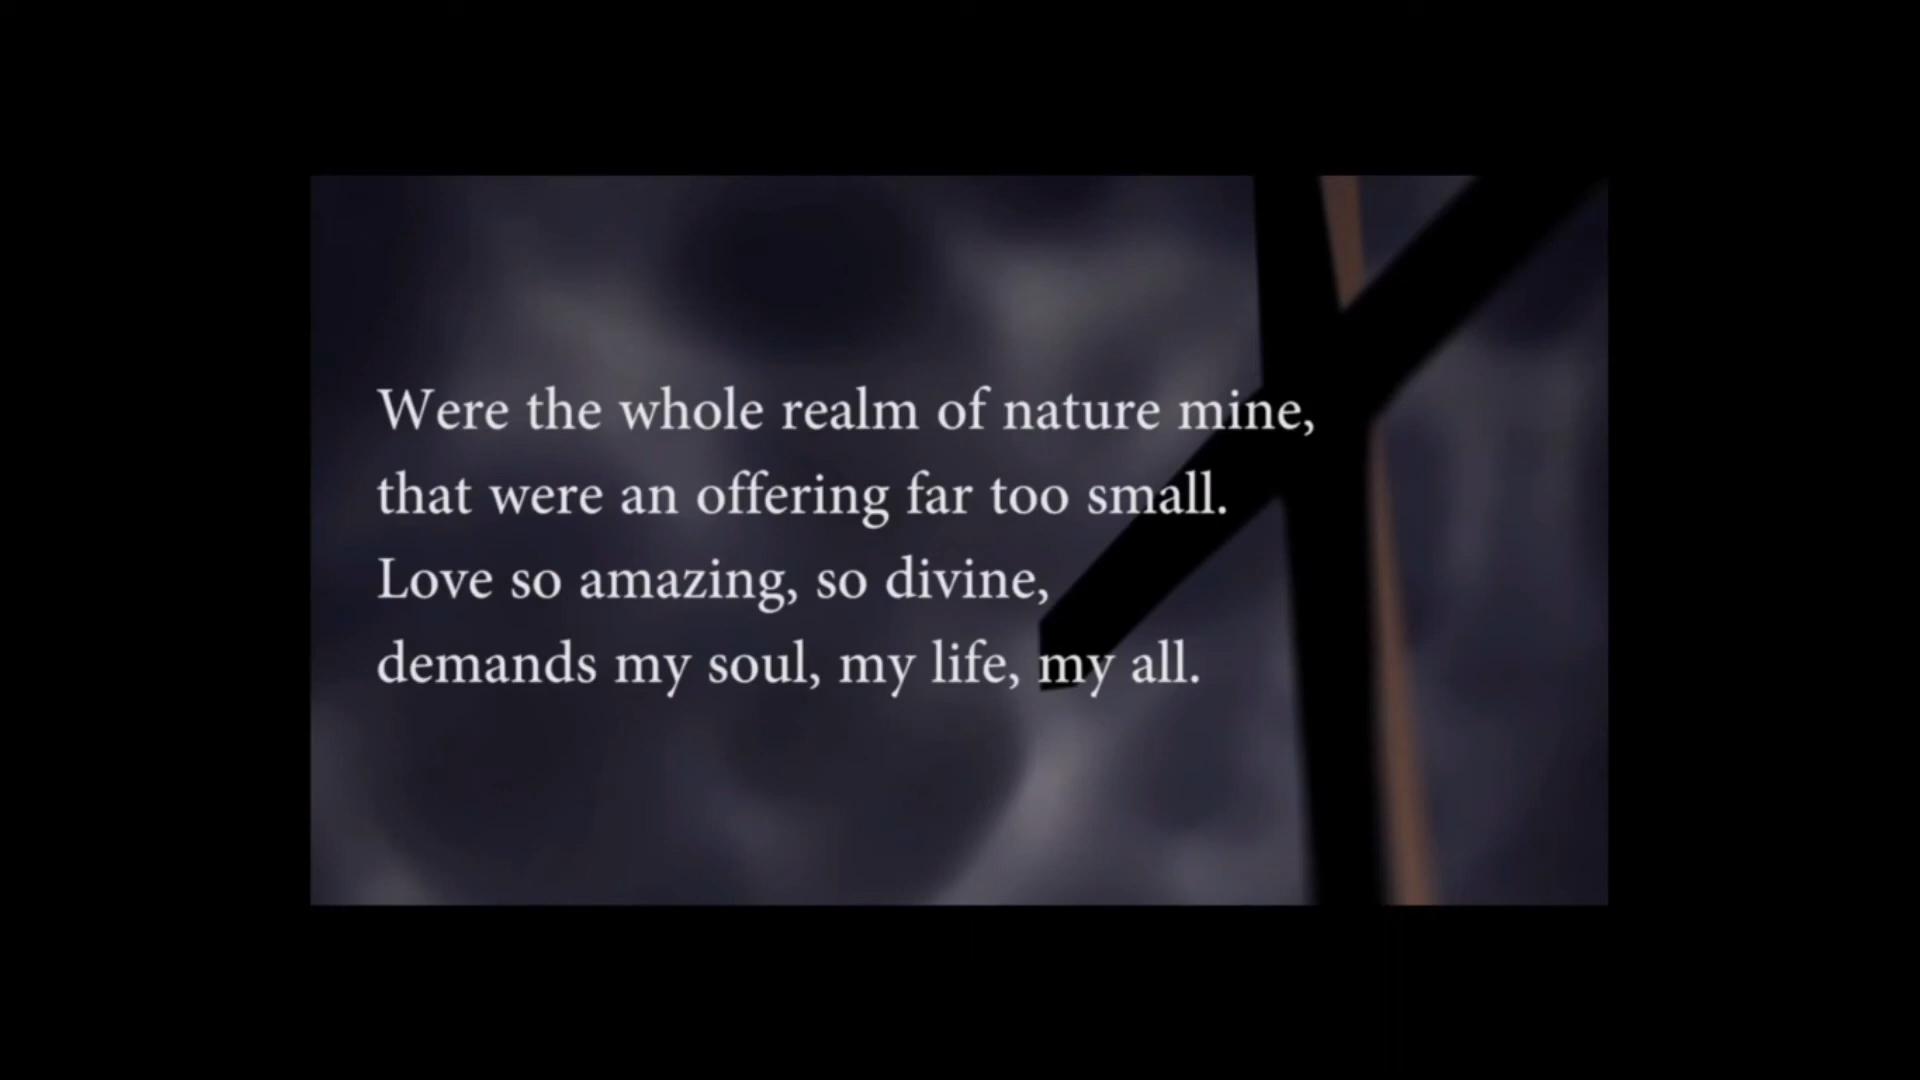 Were the whole realm of nature mine,
that were an offering far too small.
Love so amazing, so divine,
demands my soul, my life, my all.